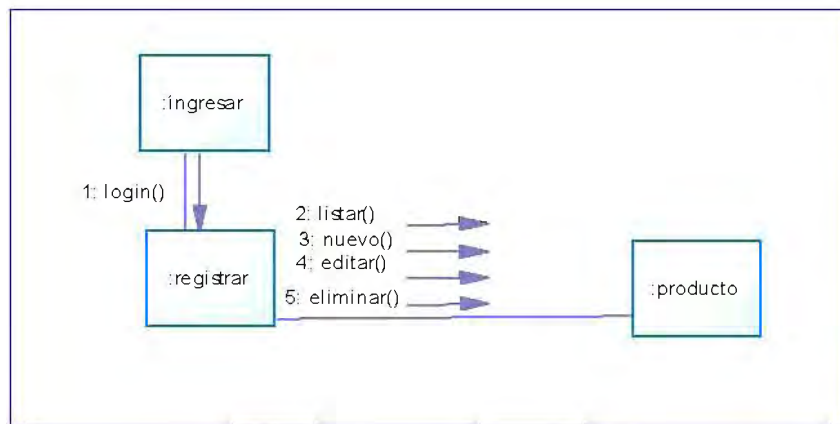 :ingresar
1: login()
2: listar()
3: nuevo()
4: editar()
:registrar
5: eliminar()
:producto